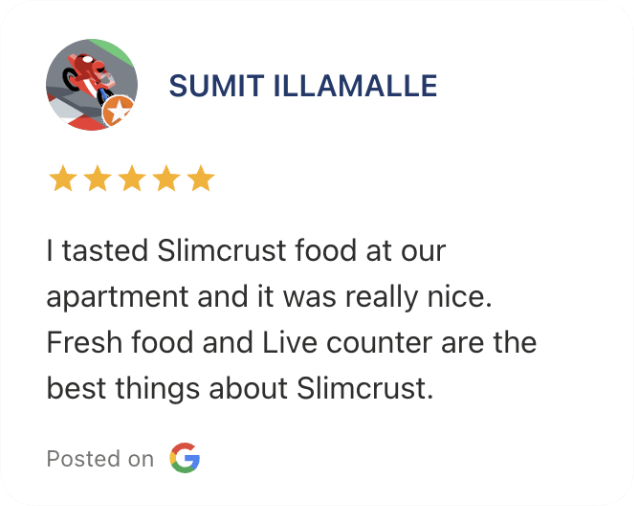 SUMIT ILLAMALLE
I tasted Slimcrust food at our
apartment and it was really nice.
Fresh food and Live counter are the
best things about Slimcrust.
Posted on